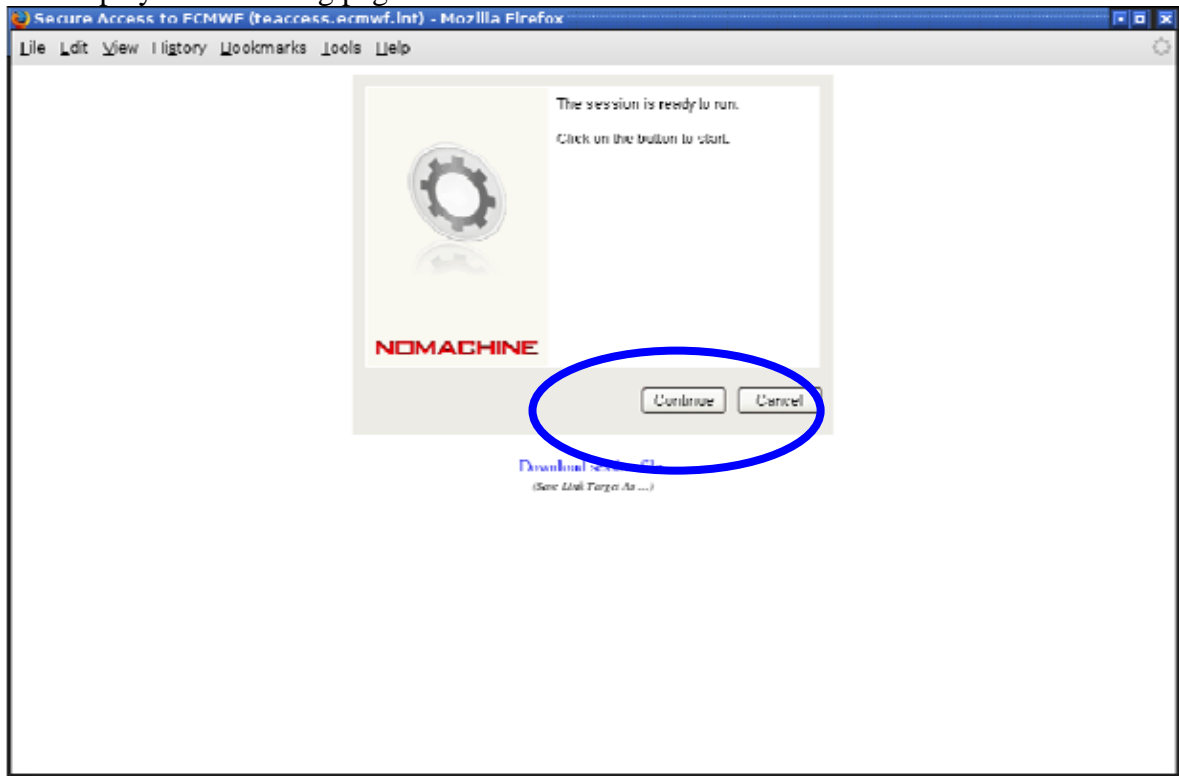 Secure Access to ECMWF (teaccess.ecmwf.int) - Mozilla Firefox
File Edit View History Bookmarks Tools Help
The session is ready to run.
Click on the button to start.
NOMACHINE
Continue Cancel
Download
(Save Link Target As ...)